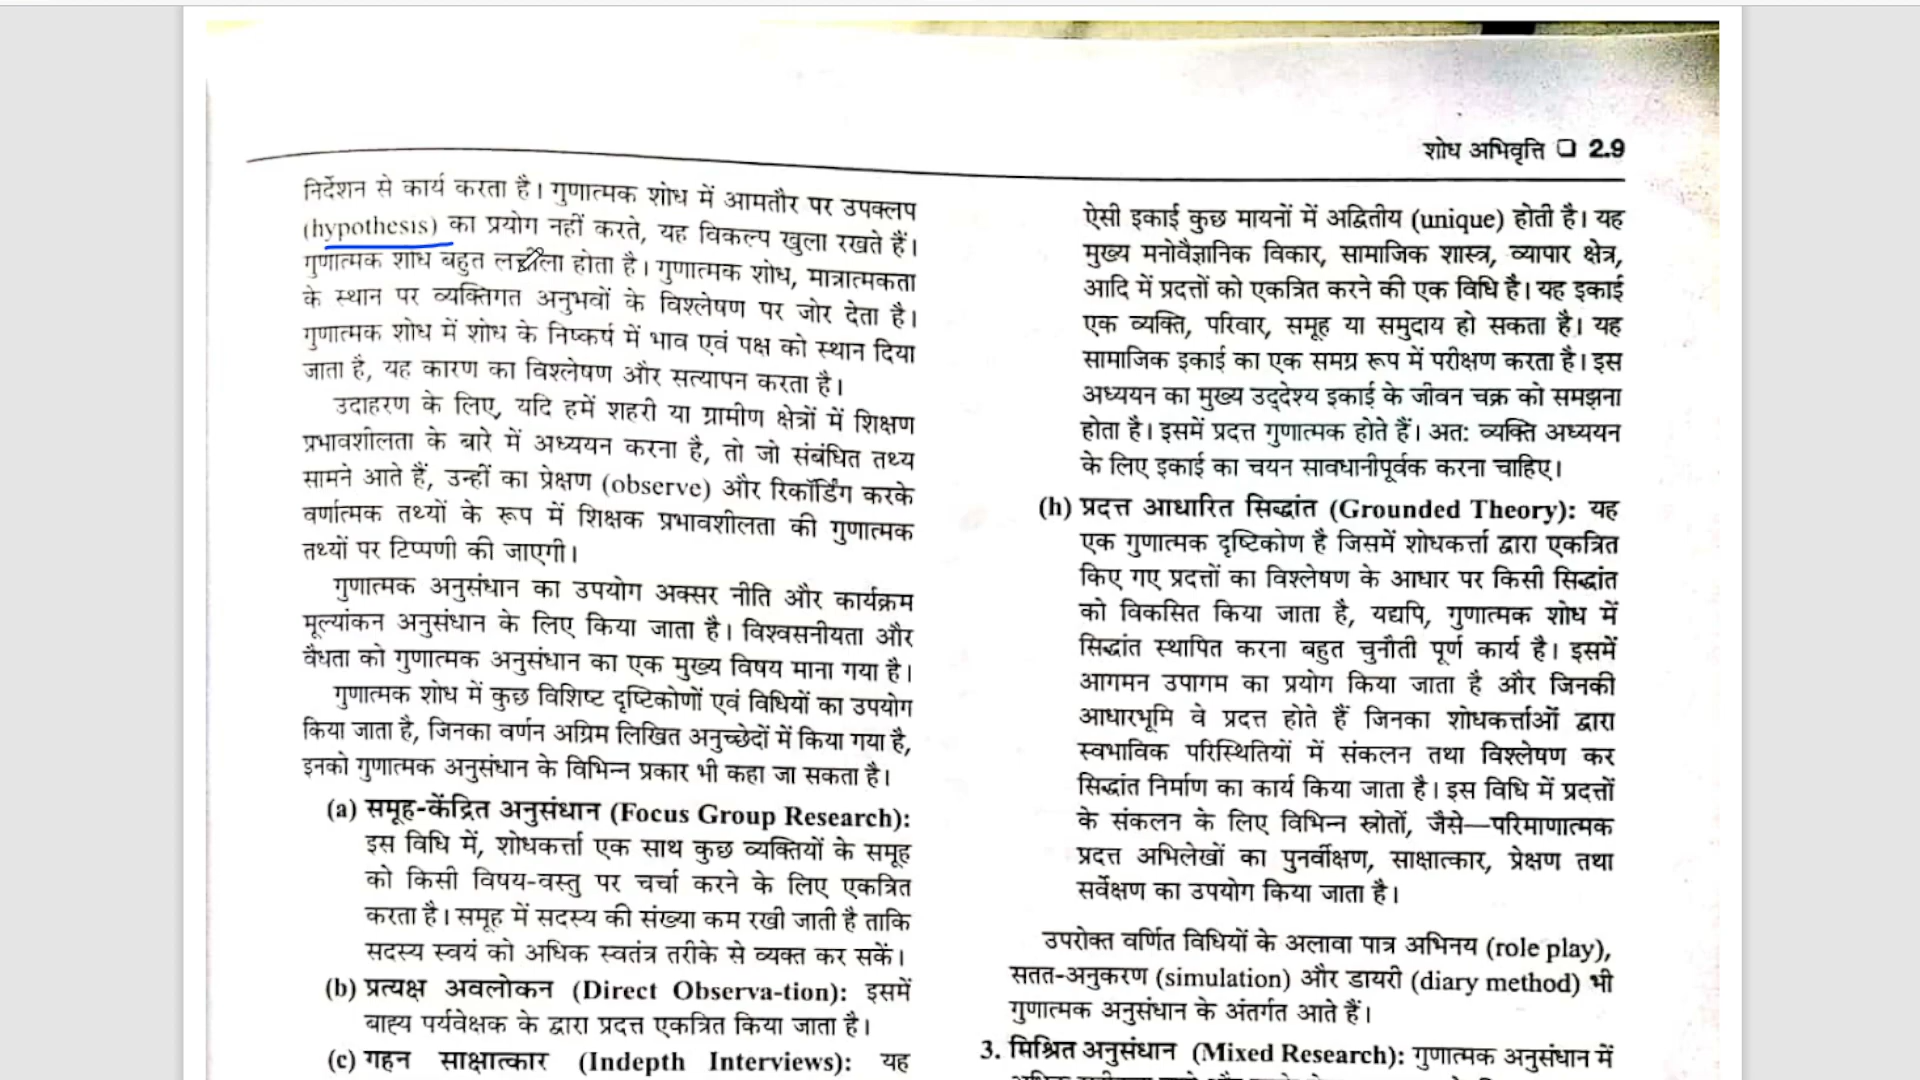 शोध अभिवृत्ति ❑ 2.9
निर्देशन से कार्य करता है। गुणात्मक शोध में आमतौर पर उपक्लप
(hypothesis) का प्रयोग नहीं करते, यह विकल्प खुला रखते हैं।
गुणात्मक शोध बहुत लचीला होता है। गुणात्मक शोध, मात्रात्मकता
के स्थान पर व्यक्तिगत अनुभवों के विश्लेषण पर जोर देता है।
गुणात्मक शोध में शोध के निष्कर्ष में भाव एवं पक्ष को स्थान दिया
जाता है, यह कारण का विश्लेषण और सत्यापन करता है।
उदाहरण के लिए, यदि हमें शहरी या ग्रामीण क्षेत्रों में शिक्षण
प्रभावशीलता के बारे में अध्ययन करना है, तो जो संबंधित तथ्य
सामने आते हैं, उन्हीं का प्रेक्षण (observe) और रिकॉर्डिंग करके
वर्णात्मक तथ्यों के रूप में शिक्षक प्रभावशीलता की गुणात्मक
तथ्यों पर टिप्पणी की जाएगी।
गुणात्मक अनुसंधान का उपयोग अक्सर नीति और कार्यक्रम
मूल्यांकन अनुसंधान के लिए किया जाता है। विश्वसनीयता और
वैधता को गुणात्मक अनुसंधान का एक मुख्य विषय माना गया है।
गुणात्मक शोध में कुछ विशिष्ट दृष्टिकोणों एवं विधियों का उपयोग
किया जाता है, जिनका वर्णन अग्रिम लिखित अनुच्छेदों में किया गया है,
इनको गुणात्मक अनुसंधान के विभिन्न प्रकार भी कहा जा सकता है।
(a) समूह-केंद्रित अनुसंधान (Focus Group Research):
इस विधि में, शोधकर्त्ता एक साथ कुछ व्यक्तियों के समूह
को किसी विषय-वस्तु पर चर्चा करने के लिए एकत्रित
करता है। समूह में सदस्य की संख्या कम रखी जाती है ताकि
सदस्य स्वयं को अधिक स्वतंत्र तरीके से व्यक्त कर सकें।
(b) प्रत्यक्ष अवलोकन (Direct Observa-tion): इसमें
बाह्य पर्यवेक्षक के द्वारा प्रदत्त एकत्रित किया जाता है।
(c) गहन साक्षात्कार (Indepth Interviews): यह
ऐसी इकाई कुछ मायनों में अद्वितीय (unique) होती है। यह
मुख्य मनोवैज्ञानिक विकार, सामाजिक शास्त्र, व्यापार क्षेत्र,
आदि में प्रदत्तों को एकत्रित करने की एक विधि है। यह इकाई
एक व्यक्ति, परिवार, समूह या समुदाय हो सकता है। यह
सामाजिक इकाई का एक समग्र रूप में परीक्षण करता है। इस
अध्ययन का मुख्य उद्देश्य इकाई के जीवन चक्र को समझना
होता है। इसमें प्रदत्त गुणात्मक होते हैं। अत: व्यक्ति अध्ययन
के लिए इकाई का चयन सावधानीपूर्वक करना चाहिए।
(h) प्रदत्त आधारित सिद्धांत (Grounded Theory): यह
एक गुणात्मक दृष्टिकोण है जिसमें शोधकर्त्ता द्वारा एकत्रित
किए गए प्रदत्तों का विश्लेषण के आधार पर किसी सिद्धांत
को विकसित किया जाता है, यद्यपि, गुणात्मक शोध में
सिद्धांत स्थापित करना बहुत चुनौती पूर्ण कार्य है। इसमें
आगमन उपागम का प्रयोग किया जाता है और जिनकी
आधारभूमि वे प्रदत्त होते हैं जिनका शोधकर्त्ताओं द्वारा
स्वभाविक परिस्थितियों में संकलन तथा विश्लेषण कर
सिद्धांत निर्माण का कार्य किया जाता है। इस विधि में प्रदत्तों
के संकलन के लिए विभिन्न स्रोतों, जैसे—परिमाणात्मक
प्रदत्त अभिलेखों का पुनर्वीक्षण, साक्षात्कार, प्रेक्षण तथा
सर्वेक्षण का उपयोग किया जाता है।
उपरोक्त वर्णित विधियों के अलावा पात्र अभिनय (role play),
सतत-अनुकरण (simulation) और डायरी (diary method) भी
गुणात्मक अनुसंधान के अंतर्गत आते हैं।
3. मिश्रित अनुसंधान (Mixed Research): गुणात्मक अनुसंधान में